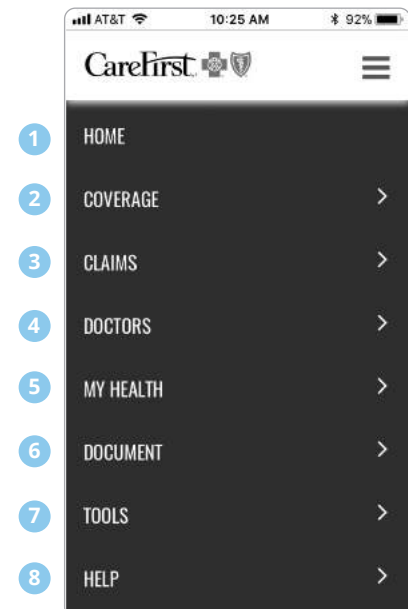 AT&T 10:25 AM 92%
CareFirst
1 HOME
2 COVERAGE
3 CLAIMS
4 DOCTORS
5 MY HEALTH
6 DOCUMENT
7 TOOLS
8 HELP